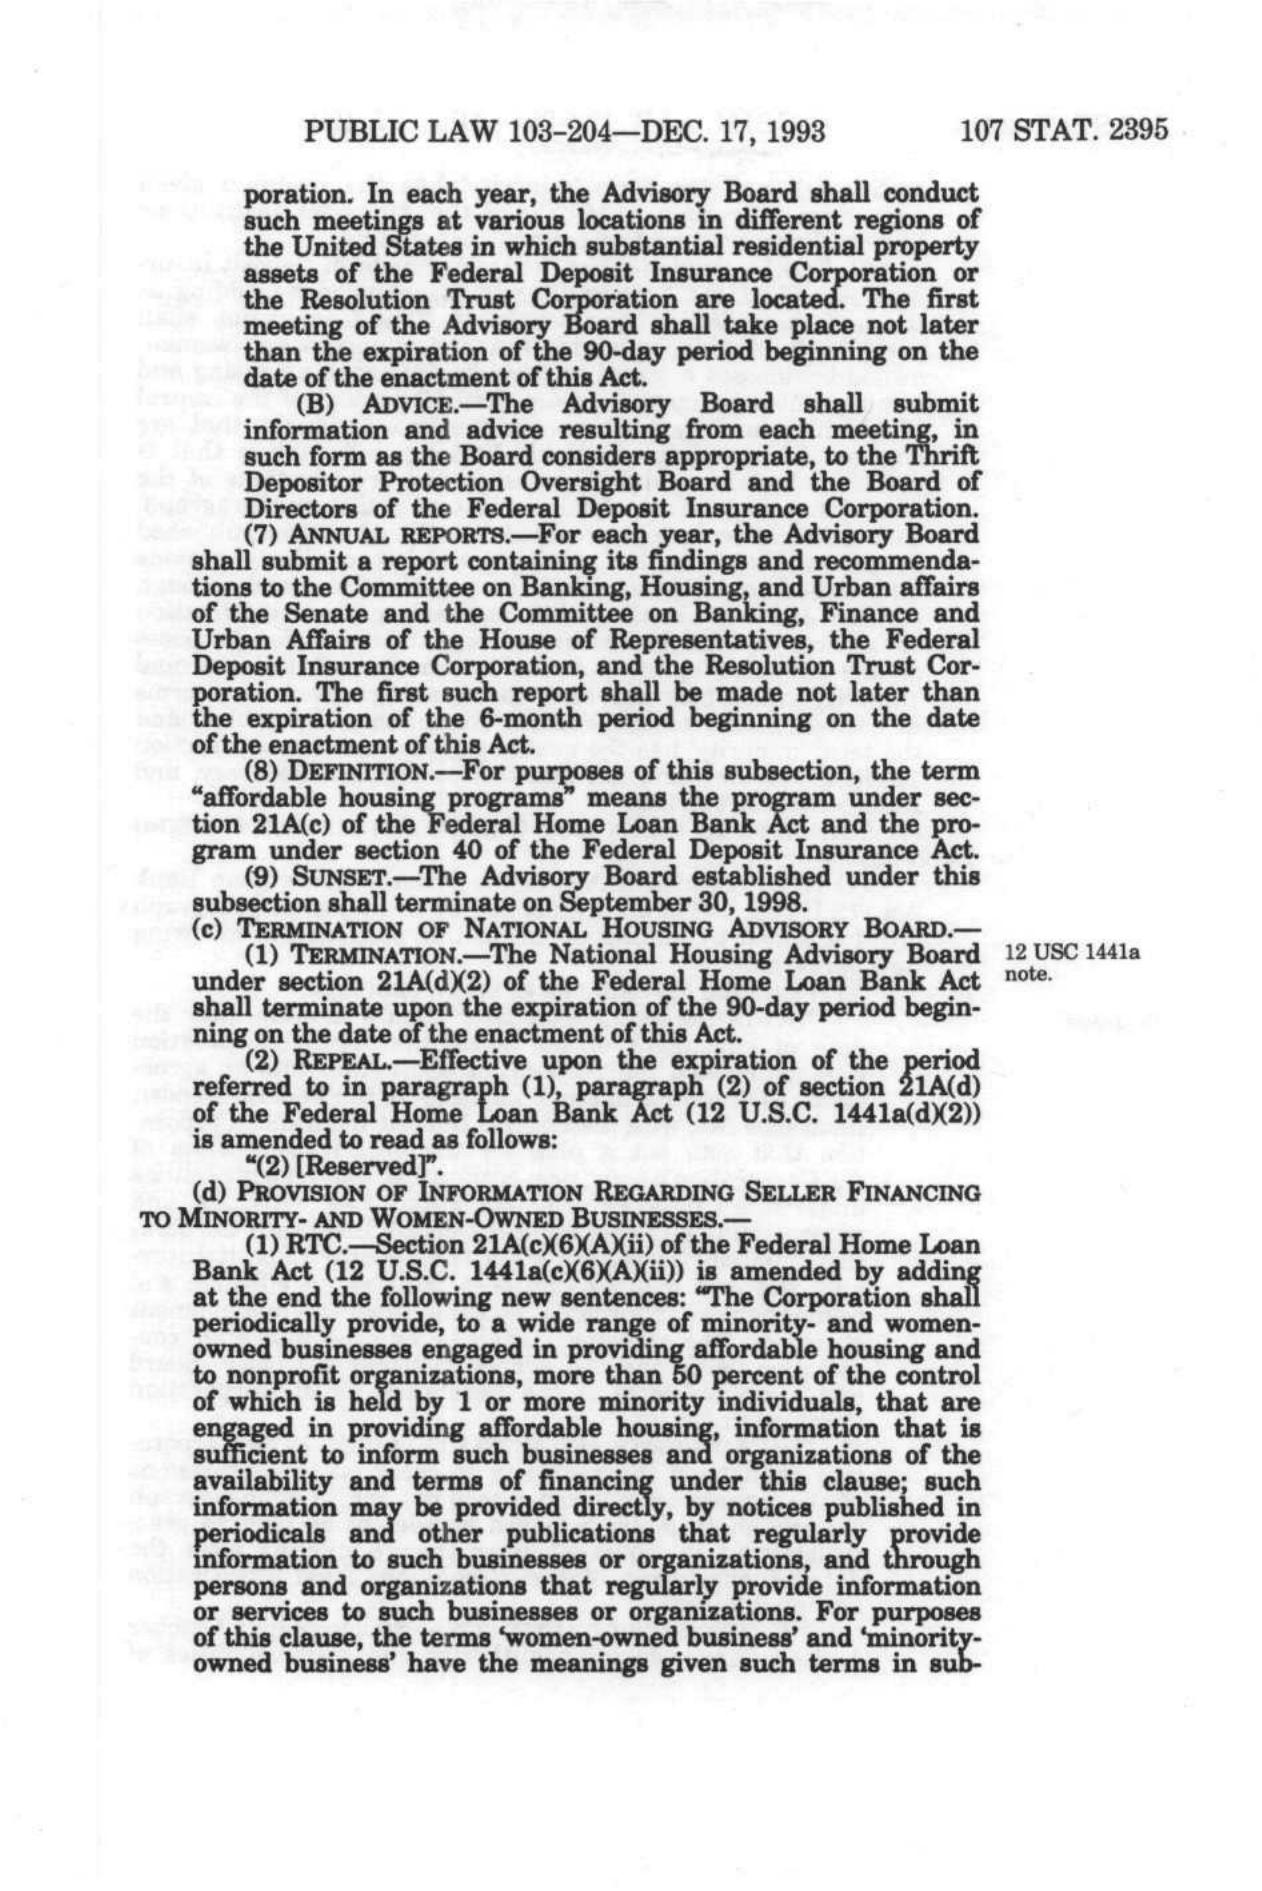 PUBLIC LAW 103–204—DEC. 17, 1993 107 STAT. 2395
poration. In each year, the Advisory Board shall conduct
such meetings at various locations in different regions of
the United States in which substantial residential property
assets of the Federal Deposit Insurance Corporation or
the Resolution Trust Corporation are located. The first
meeting of the Advisory Board shall take place not later
than the expiration of the 90-day period beginning on the
date of the enactment of this Act.
(B) ADVICE.—The Advisory Board shall submit
information and advice resulting from each meeting, in
such form as the Board considers appropriate, to the Thrift
Depositor Protection Oversight Board and the Board of
Directors of the Federal Deposit Insurance Corporation.
(7) ANNUAL REPORTS.—For each year, the Advisory Board
shall submit a report containing its findings and recommenda-
tions to the Committee on Banking, Housing, and Urban affairs
of the Senate and the Committee on Banking, Finance and
Urban Affairs of the House of Representatives, the Federal
Deposit Insurance Corporation, and the Resolution Trust Cor-
poration. The first such report shall be made not later than
the expiration of the 6-month period beginning on the date
of the enactment of this Act.
(8) DEFINITION.—For purposes of this subsection, the term
“affordable housing programs” means the program under sec-
tion 21A(c) of the Federal Home Loan Bank Act and the pro-
gram under section 40 of the Federal Deposit Insurance Act.
(9) SUNSET.—The Advisory Board established under this
subsection shall terminate on September 30, 1998.
(c) TERMINATION OF NATIONAL HOUSING ADVISORY BOARD.—
(1) TERMINATION.—The National Housing Advisory Board 12 USC 1441a
under section 21A(d)(2) of the Federal Home Loan Bank Act note.
shall terminate upon the expiration of the 90-day period begin-
ning on the date of the enactment of this Act.
(2) REPEAL.—Effective upon the expiration of the period
referred to in paragraph (1), paragraph (2) of section 21A(d)
of the Federal Home Loan Bank Act (12 U.S.C. 1441a(d)(2))
is amended to read as follows:
“(2) [Reserved]”.
(d) PROVISION OF INFORMATION REGARDING SELLER FINANCING
TO MINORITY- AND WOMEN-OWNED BUSINESSES.—
(1) RTC.—Section 21A(c)(6)(A)(ii) of the Federal Home Loan
Bank Act (12 U.S.C. 1441a(c)(6)(A)(ii)) is amended by adding
at the end the following new sentences: “The Corporation shall
periodically provide, to a wide range of minority- and women-
owned businesses engaged in providing affordable housing and
to nonprofit organizations, more than 50 percent of the control
of which is held by 1 or more minority individuals, that are
engaged in providing affordable housing, information that is
sufficient to inform such businesses and organizations of the
availability and terms of financing under this clause; such
information may be provided directly, by notices published in
periodicals and other publications that regularly provide
information to such businesses or organizations, and through
persons and organizations that regularly provide information
or services to such businesses or organizations. For purposes
of this clause, the terms ‘women-owned business’ and ‘minority-
owned business’ have the meanings given such terms in sub-